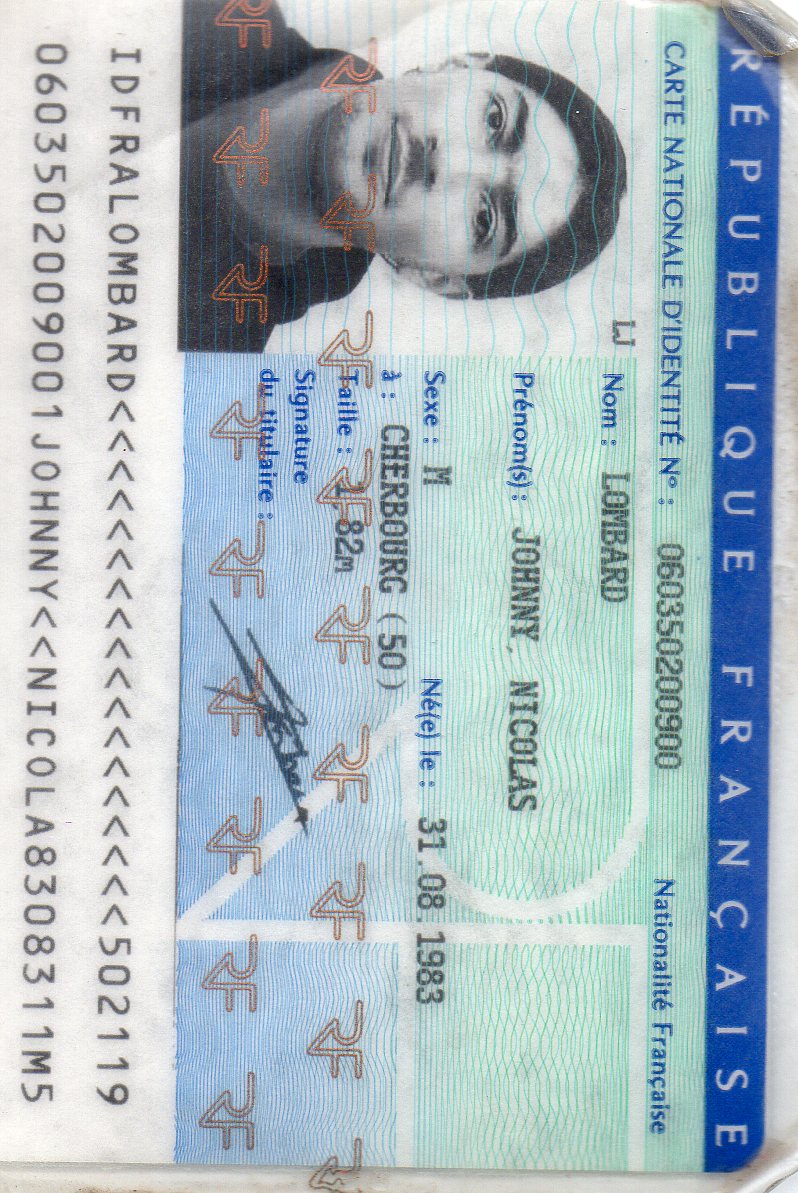 RÉPUBLIQUE FRANÇAISE
CARTE NATIONALE D'IDENTITÉ N° : 060350200900 Nationalité Française
LJ
Nom : LOMBARD
Prénom(s) : JOHNNY, NICOLAS
Sexe : M Né(e) le : 31.08.1983
à : CHERBOURG (50)
Taille : 1,82m
Signature
du titulaire :
IDFRALOMBARD<<<<<<<<<<<<<<<<<<502119
0603502009001JOHNNY<<NICOLA8308311M5